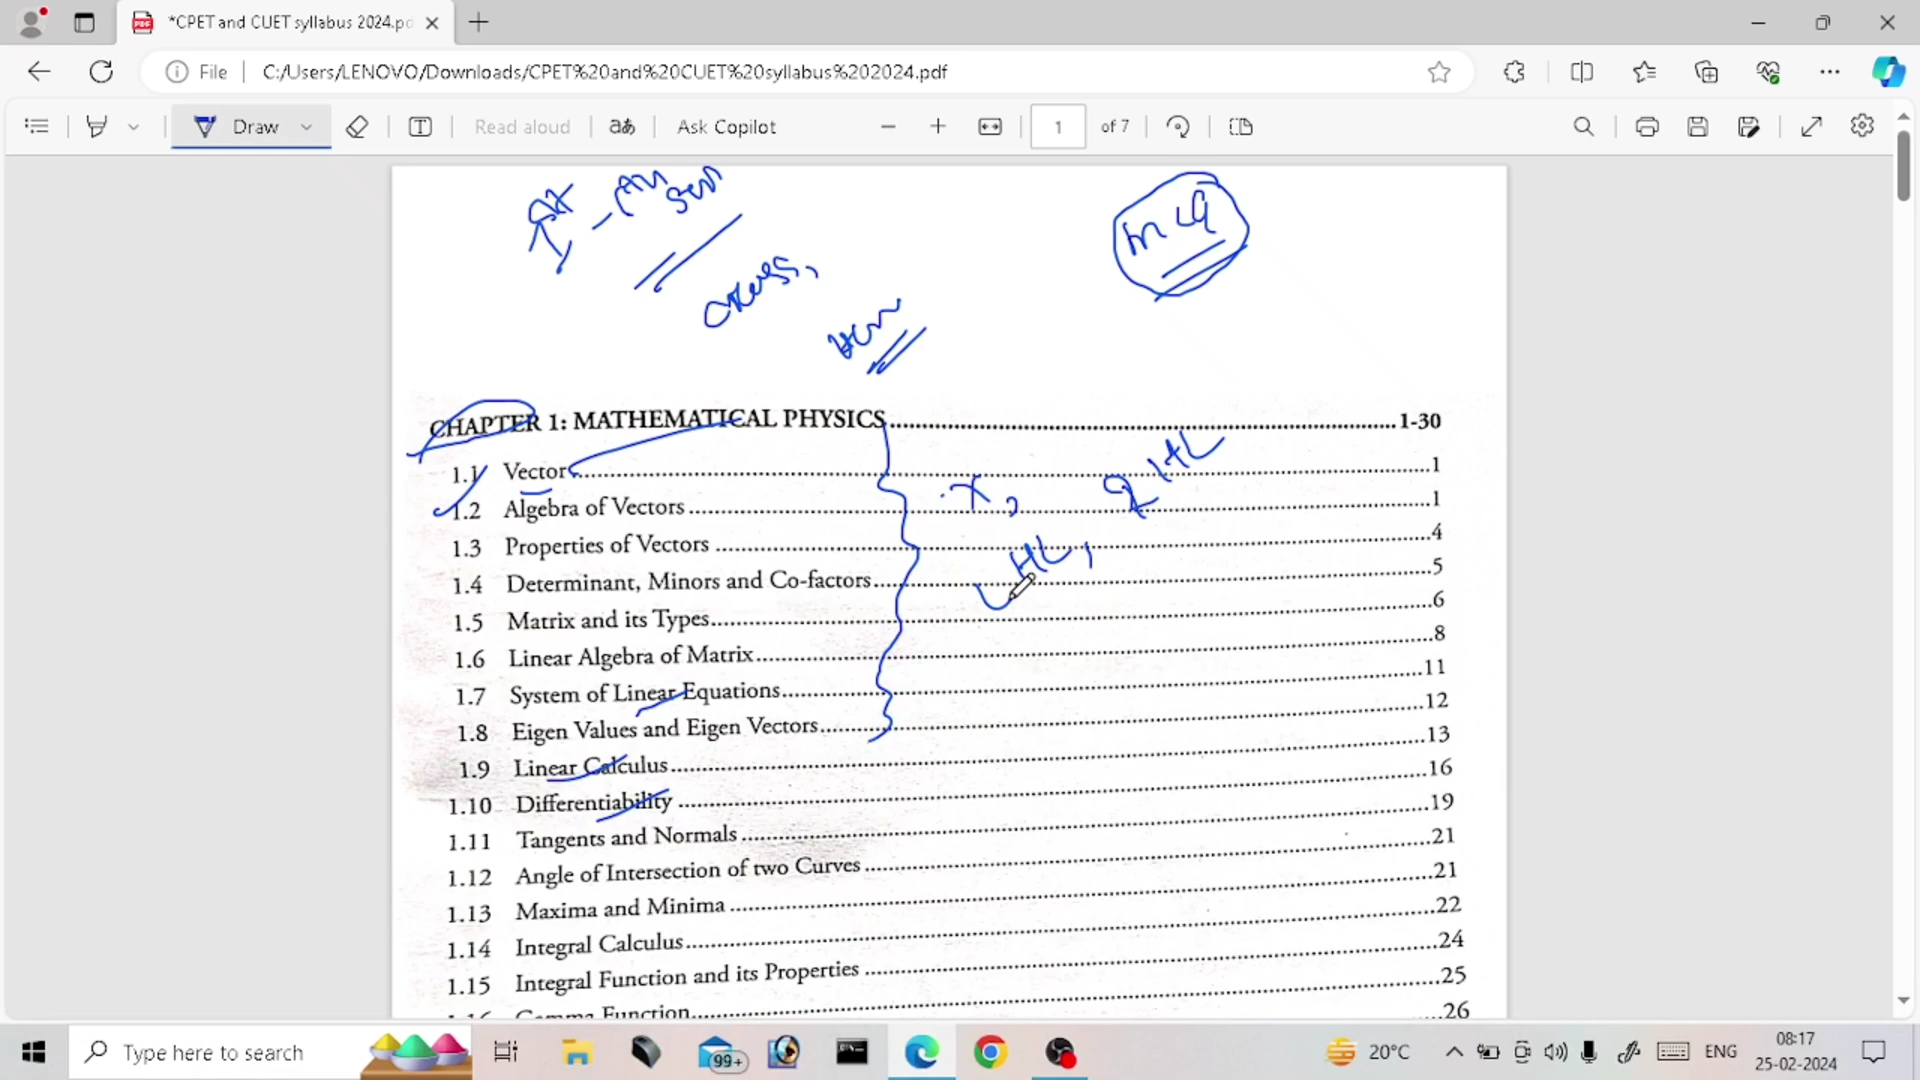 *CPET and CUET syllabus 2024.pd
File
C:/Users/LENOVO/Downloads/CPET%20and%20CUET%20syllabus%202024.pdf
Draw
Read aloud
aあ
Ask Copilot
1
of 7
mcq
CHAPTER 1: MATHEMATICAL PHYSICS 1-30
1.1 Vector 1
1.2 Algebra of Vectors 1
1.3 Properties of Vectors 4
1.4 Determinant, Minors and Co-factors 5
1.5 Matrix and its Types 6
1.6 Linear Algebra of Matrix 8
1.7 System of Linear Equations 11
1.8 Eigen Values and Eigen Vectors 12
1.9 Linear Calculus 13
1.10 Differentiability 16
1.11 Tangents and Normals 19
1.12 Angle of Intersection of two Curves 21
1.13 Maxima and Minima 21
1.14 Integral Calculus 22
1.15 Integral Function and its Properties 24
25
Gamma Function 26
Type here to search
99+
20°C
ENG
08:17
25-02-2024